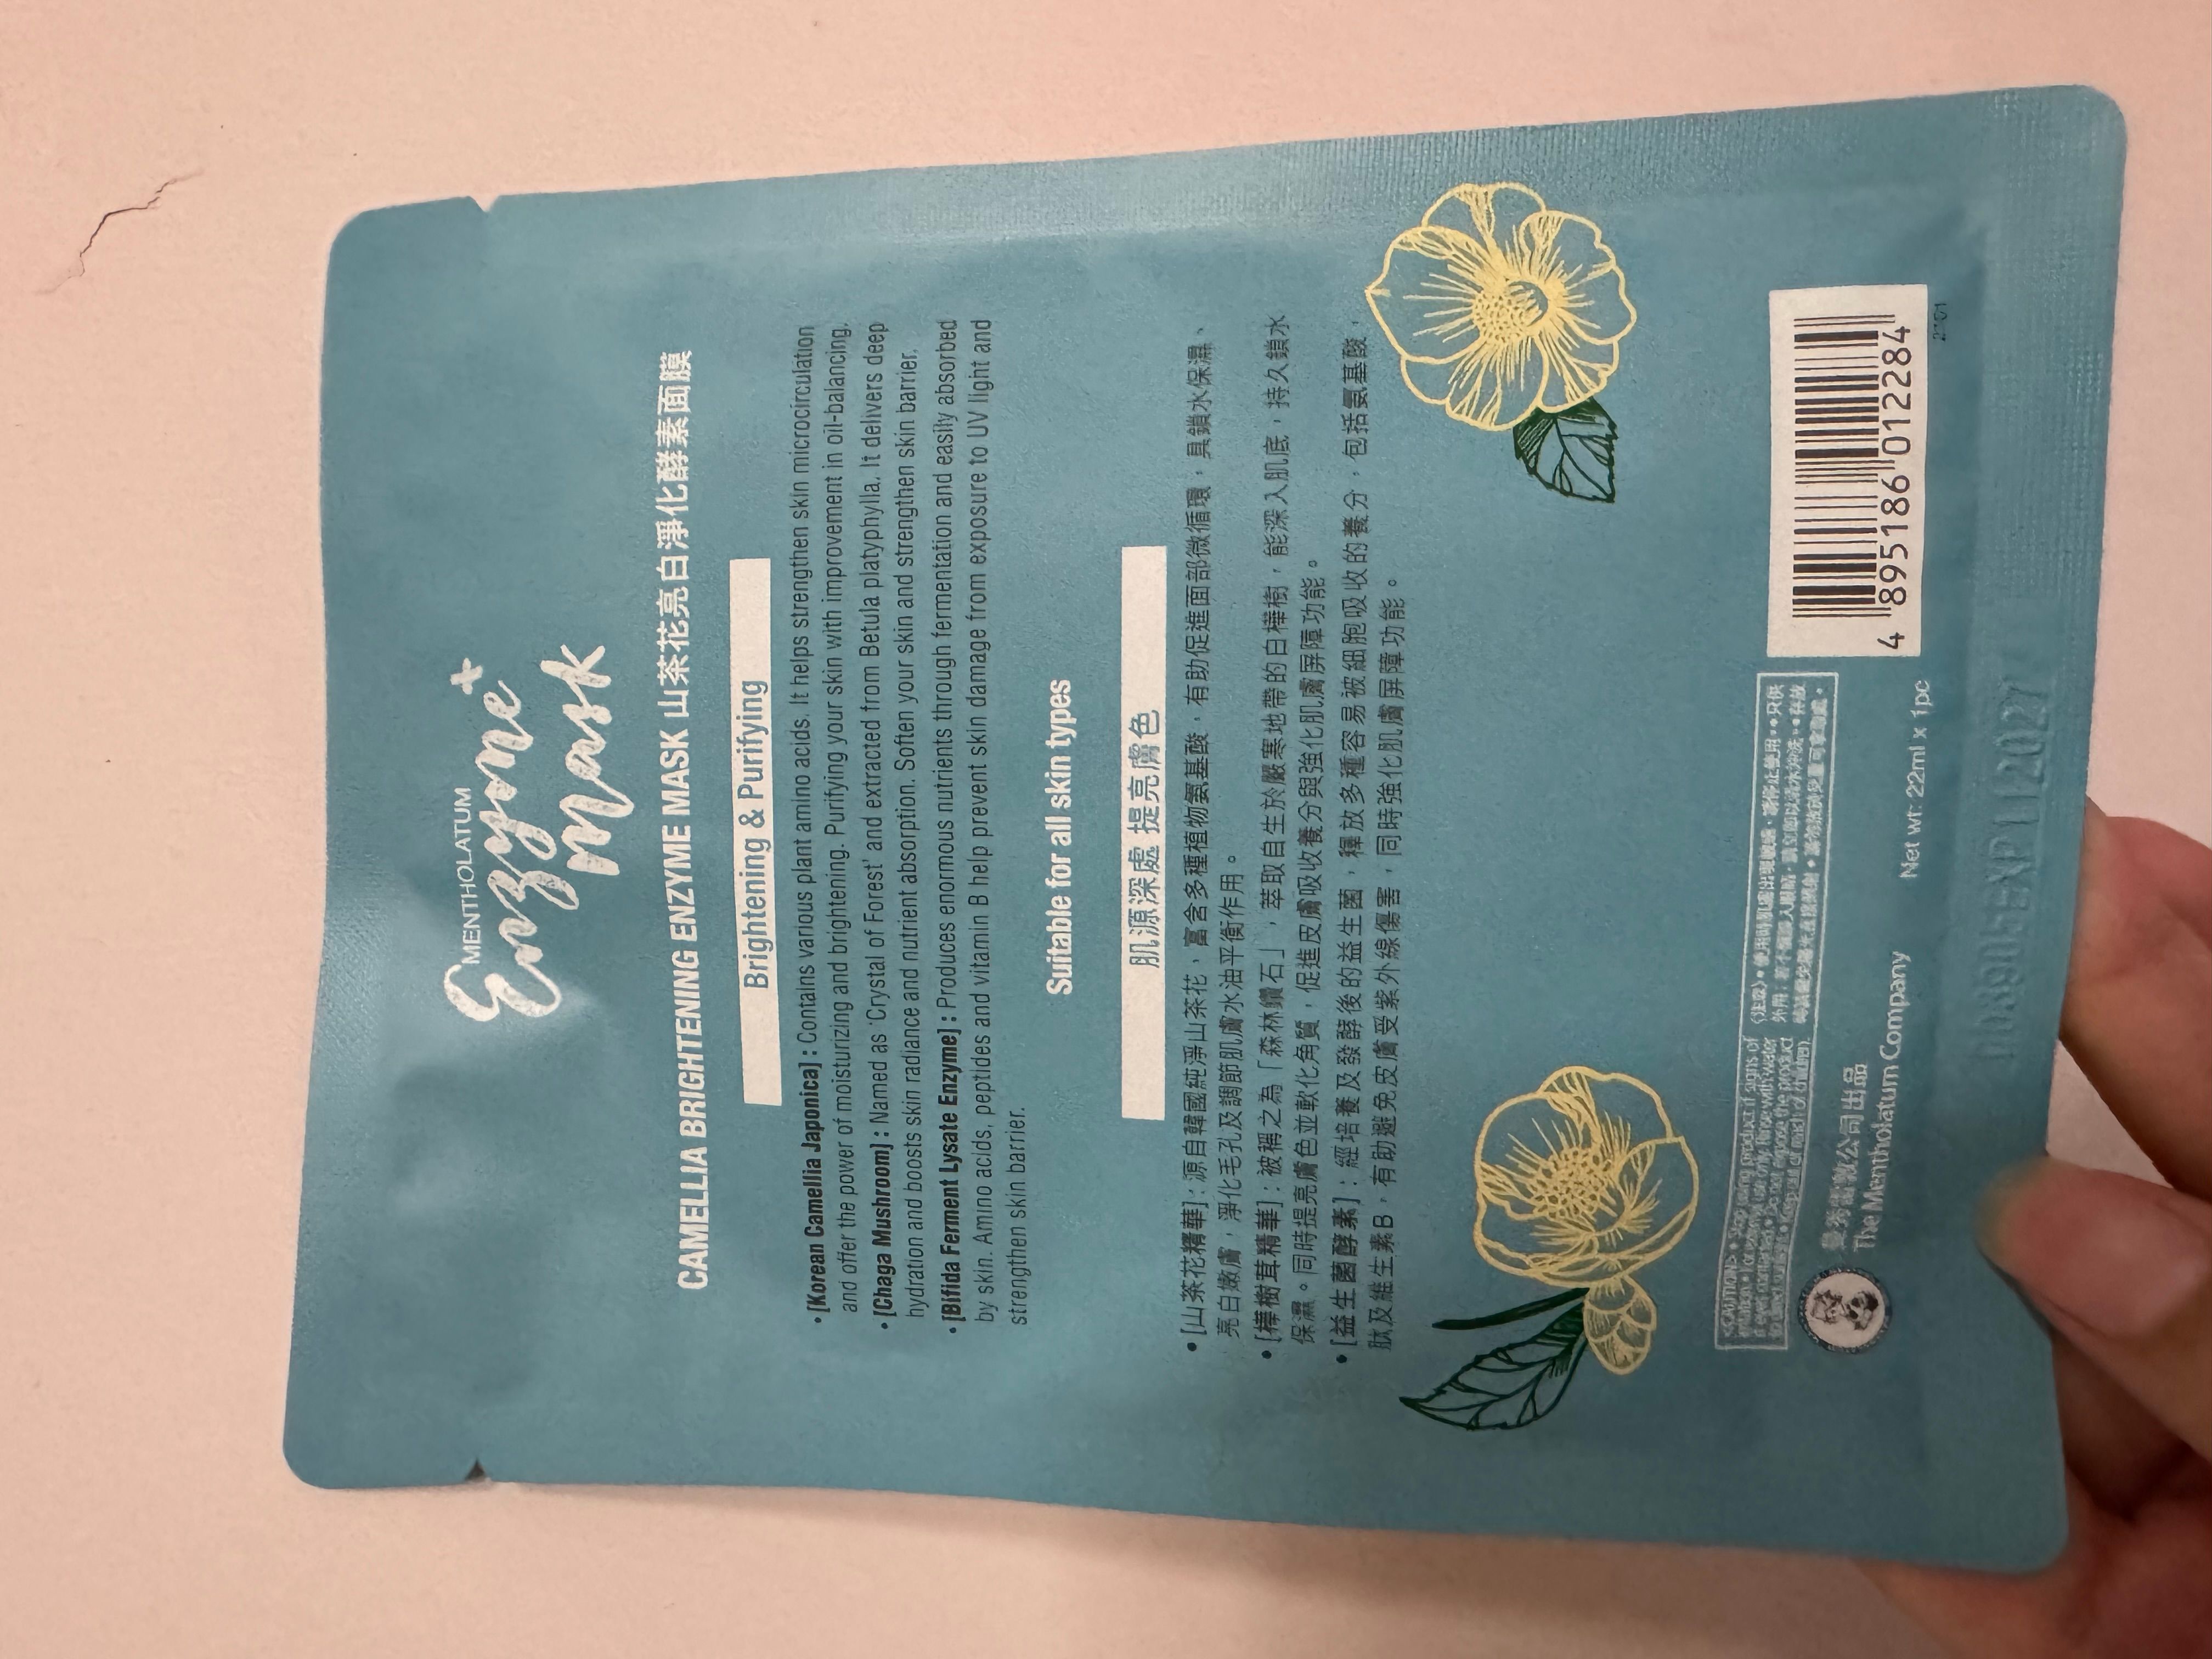 MENTHOLATUM
Enzyme+
Mask
CAMELLIA BRIGHTENING ENZYME MASK 山茶花亮白淨化酵素面膜
Brightening & Purifying
• [Korean Camellia Japonica] : Contains various plant amino acids. It helps strengthen skin microcirculation
and offer the power of moisturizing and brightening. Purifying your skin with improvement in oil-balancing.
• [Chaga Mushroom] : Named as 'Crystal of Forest' and extracted from Betula platyphylla. It delivers deep
hydration and boosts skin radiance and nutrient absorption. Soften your skin and strengthen skin barrier.
• [Bifida Ferment Lysate Enzyme] : Produces enormous nutrients through fermentation and easily absorbed
by skin. Amino acids, peptides and vitamin B help prevent skin damage from exposure to UV light and
strengthen skin barrier.
Suitable for all skin types
肌源深處 提亮膚色
• [山茶花精華] : 源自韓國純淨山茶花，富含多種植物氨基酸，有助促進面部微循環，具鎖水保濕、
亮白嫩膚，淨化毛孔及調節肌膚水油平衡作用。
• [樺樹茸精華] : 被稱之為「森林鑽石」，萃取自生於嚴寒地帶的白樺樹，能深入肌底，持久鎖水
保濕。同時提亮膚色並軟化角質，促進皮膚吸收養分與強化肌膚屏障功能。
• [益生菌酵素] : 經培養及發酵後的益生菌，釋放多種容易被細胞吸收的養分，包括氨基酸，
肽及維生素B，有助避免皮膚受紫外線傷害，同時強化肌膚屏障功能。
The Mentholatum Company
Net wt: 22ml x 1pc
4 895186 012284